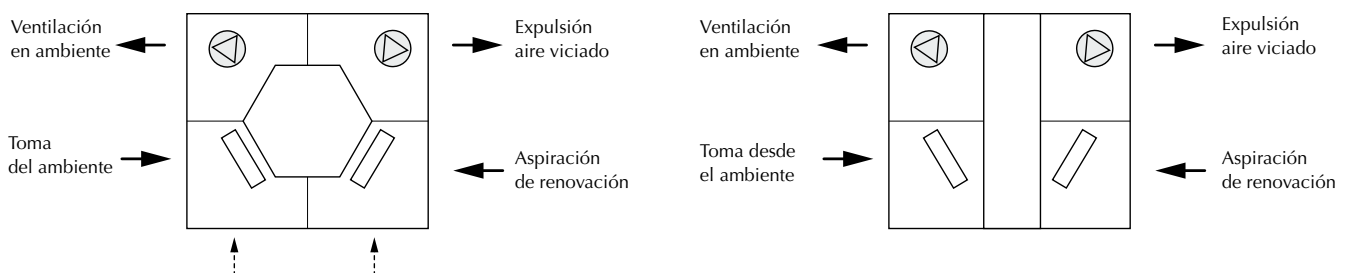 Ventilación
en ambiente
Expulsión
aire viciado
Toma
del ambiente
Aspiración
de renovación
Ventilación
en ambiente
Expulsión
aire viciado
Toma desde
el ambiente
Aspiración
de renovación